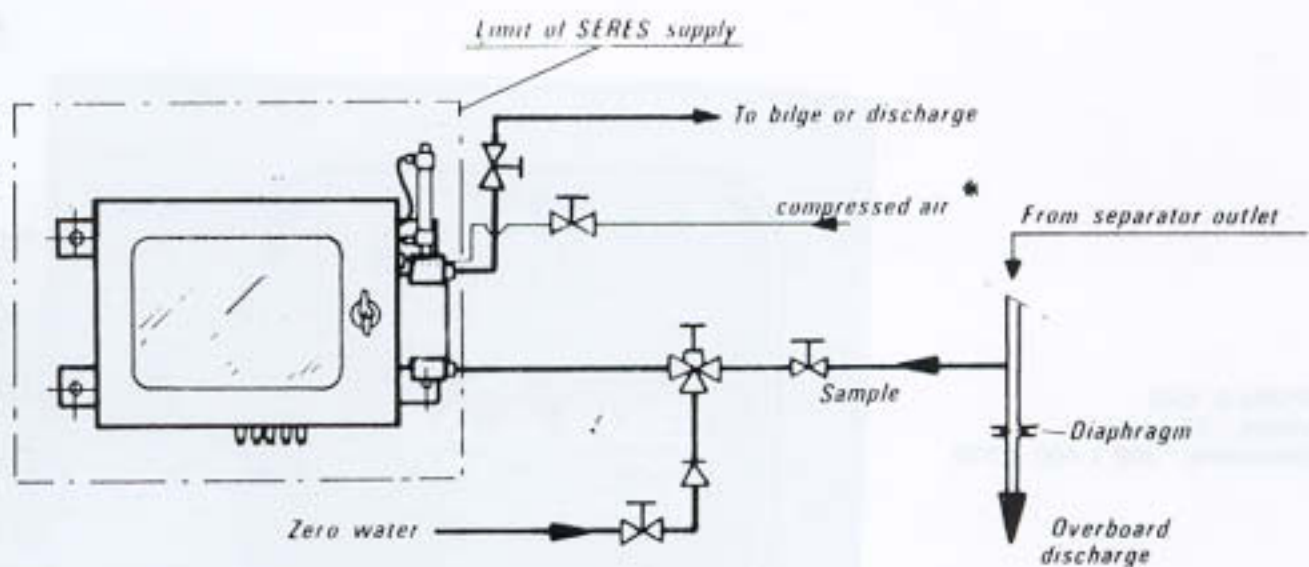 Limit of SERES supply
To bilge or discharge
compressed air *
From separator outlet
Sample
Diaphragm
Zero water
Overboard
discharge